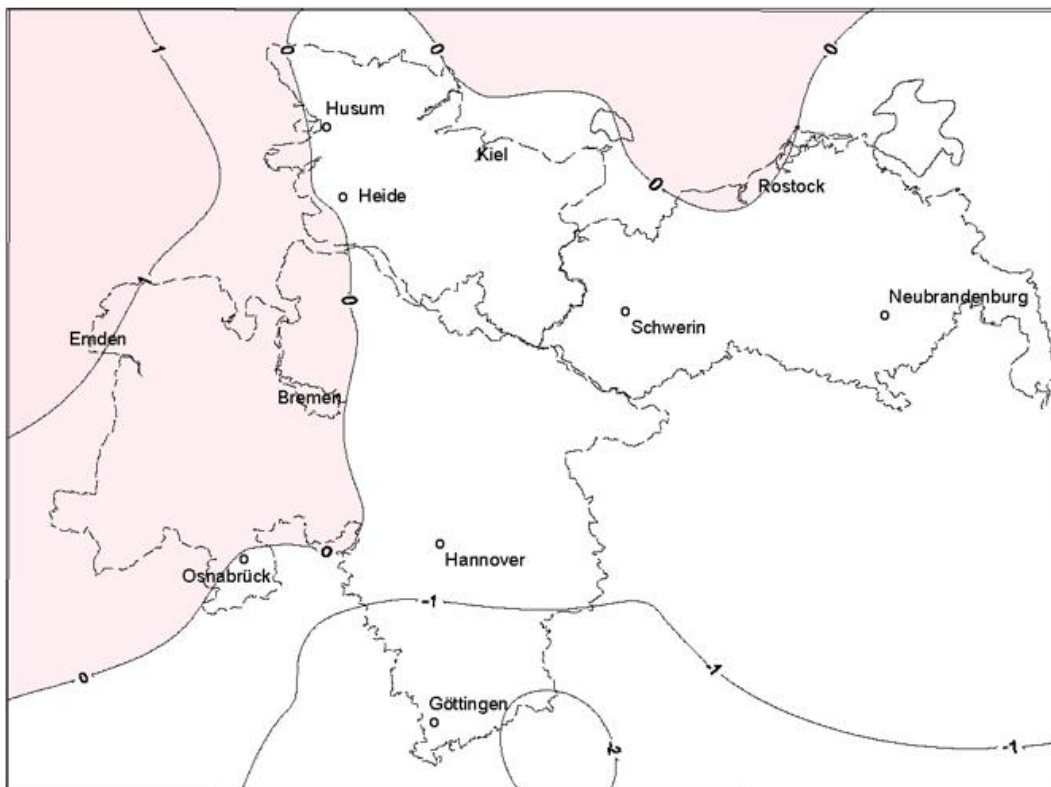 1
0
0
0
Husum
Kiel
Heide
0
Rostock
1
0
Neubrandenburg
Schwerin
Emden
Bremen
0
Hannover
Osnabrück
-1
0
-1
Göttingen
-2
-1